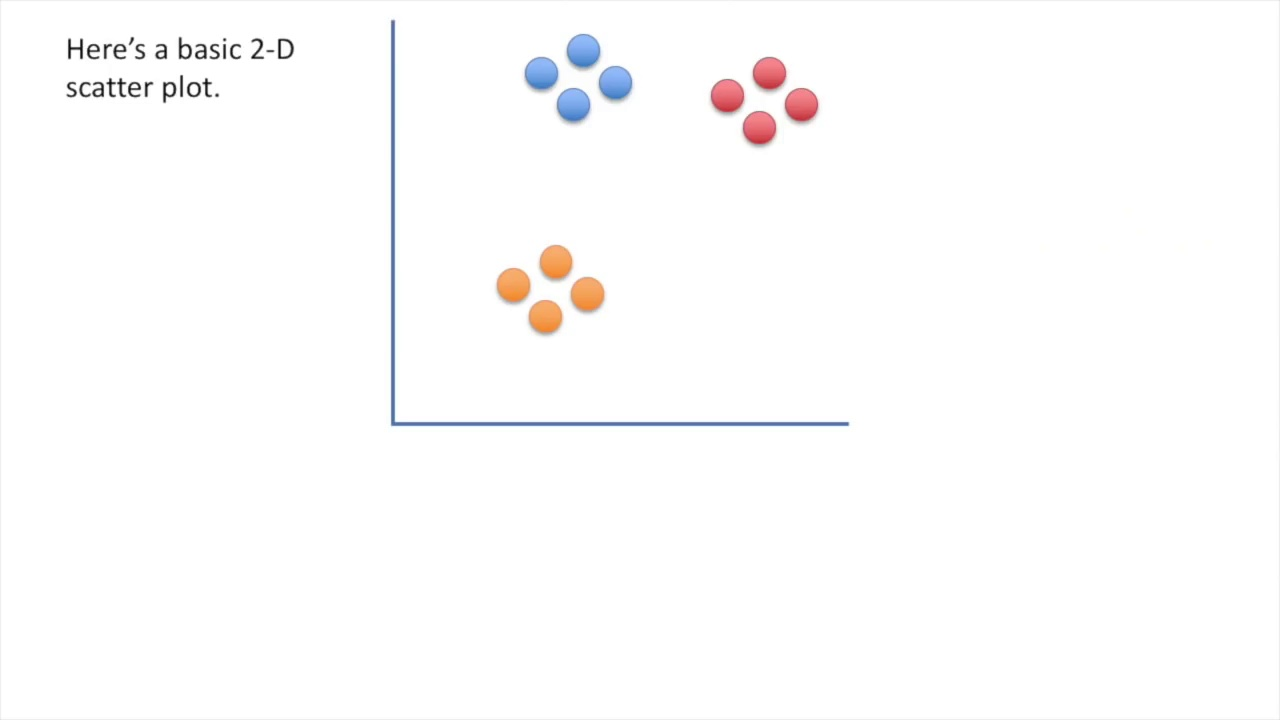 Here’s a basic 2-D
scatter plot.